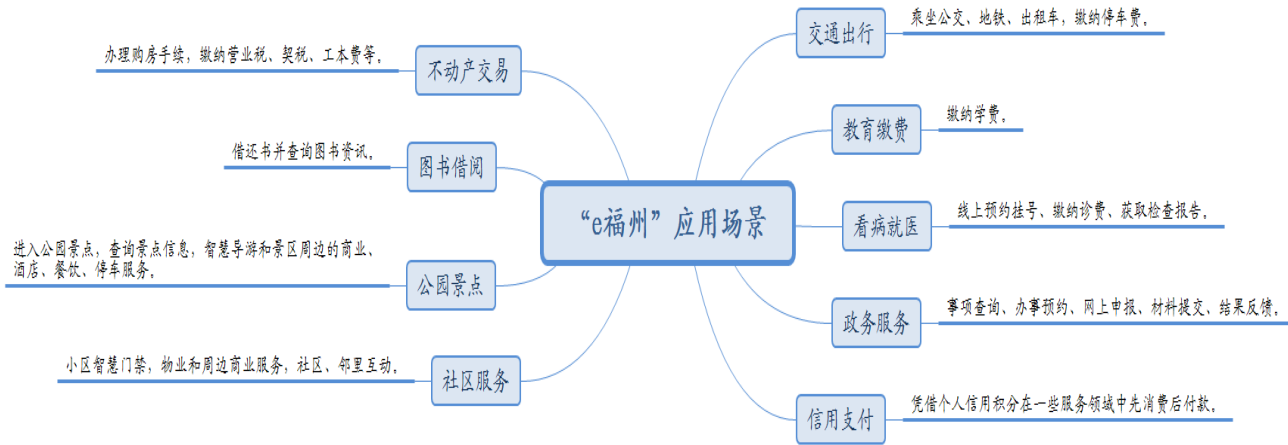 “e福州”应用场景
交通出行
乘坐公交、地铁、出租车，缴纳停车费。
教育缴费
缴纳学费。
看病就医
线上预约挂号、缴纳诊费、获取检查报告。
政务服务
事项查询、办事预约、网上申报、材料提交、结果反馈。
信用支付
凭借个人信用积分在一些服务领域中先消费后付款。
不动产交易
办理购房手续，缴纳营业税、契税、工本费等。
图书借阅
借还书并查询图书资讯。
公园景点
进入公园景点，查询景点信息，智慧导游和景区周边的商业、
酒店、餐饮、停车服务。
社区服务
小区智慧门禁，物业和周边商业服务，社区、邻里互动。